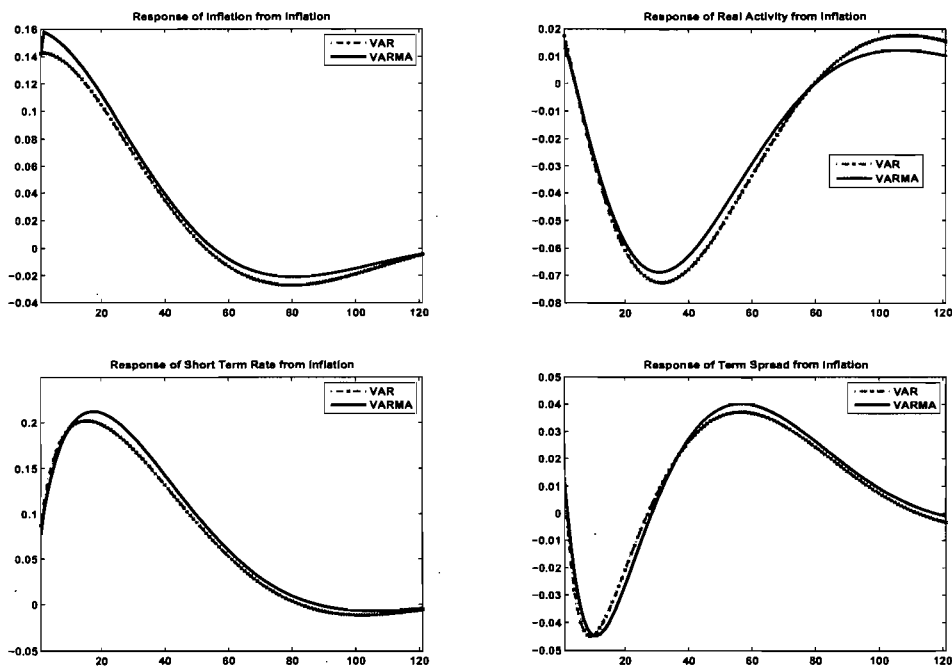 Response of Inflation from Inflation
0.16
0.14
0.12
0.1
0.08
0.06
0.04
0.02
0
−0.02
−0.04
20 40 60 80 100 120
VAR
VARMA
Response of Real Activity from Inflation
0.02
0.01
0
−0.01
−0.02
−0.03
−0.04
−0.05
−0.06
−0.07
−0.08
20 40 60 80 100 120
VAR
VARMA
Response of Short Term Rate from Inflation
0.2
0.15
0.1
0.05
0
−0.05
20 40 60 80 100 120
VAR
VARMA
Response of Term Spread from Inflation
0.05
0.04
0.03
0.02
0.01
0
−0.01
−0.02
−0.03
−0.04
−0.05
20 40 60 80 100 120
VAR
VARMA